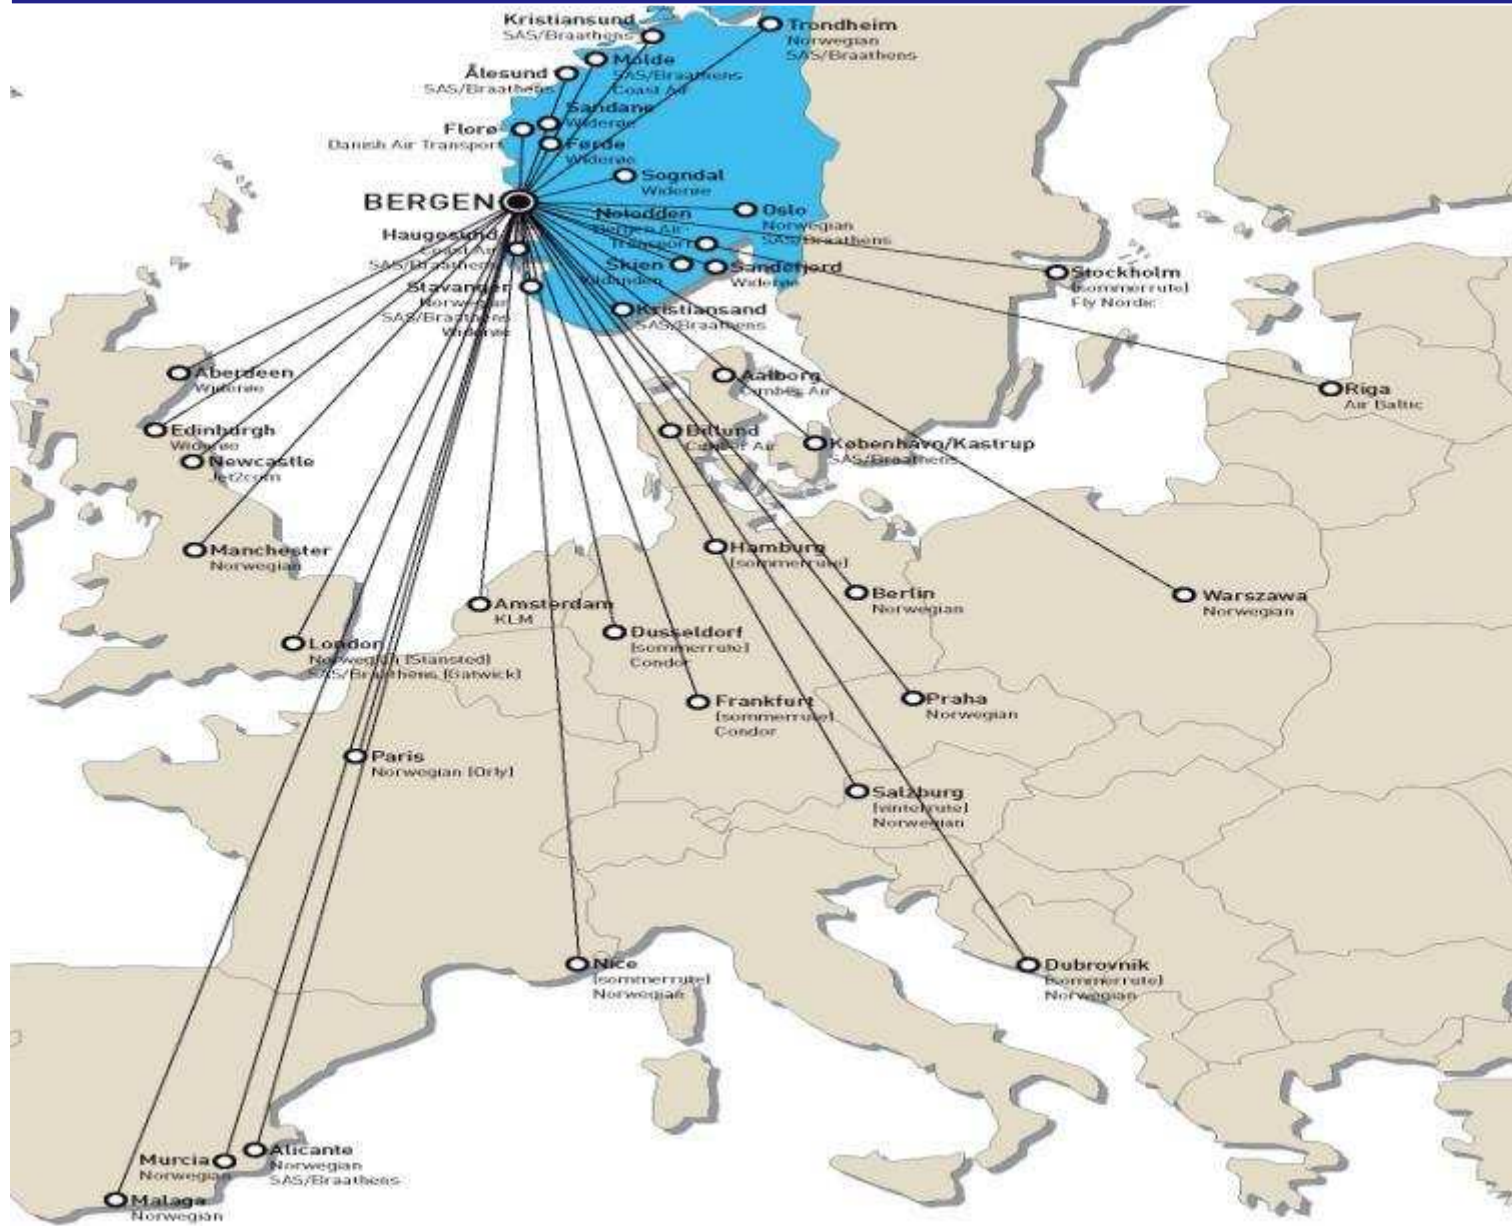 Kristiansund
SAS/Braathens
Trondheim
Norwegian
SAS/Braathens
Molde
SAS/Braathens
Coast Air
Ålesund
SAS/Braathens
Sandane
Widerøe
Florø
Danish Air Transport
Førde
Widerøe
Sogndal
Widerøe
BERGEN
Oslo
Norwegian
SAS/Braathens
Notodden
Bergen Air
Transport
Haugesund
Coast Air
SAS/Braathens
Skien
Sandefjord
Widerøe
Stockholm
(sommerrute)
Fly Nordic
Stavanger
Norwegian
SAS/Braathens
Widerøe
Kristiansand
SAS/Braathens
Aberdeen
Widerøe
Aalborg
Cimber Air
Riga
Air Baltic
Edinburgh
Widerøe
Billund
Cimber Air
København/Kastrup
SAS/Braathens
Newcastle
Jet2com
Manchester
Norwegian
Hamburg
(sommerrute)
Amsterdam
KLM
Berlin
Norwegian
Warszawa
Norwegian
London
Norwegian (Stansted)
SAS/Braathens (Gatwick)
Dusseldorf
(sommerrute)
Condor
Frankfurt
(sommerrute)
Condor
Praha
Norwegian
Paris
Norwegian (Orly)
Salzburg
(vinterrute)
Norwegian
Nice
(sommerrute)
Norwegian
Dubrovnik
(sommerrute)
Norwegian
Alicante
Norwegian
SAS/Braathens
Murcia
Norwegian
Malaga
Norwegian